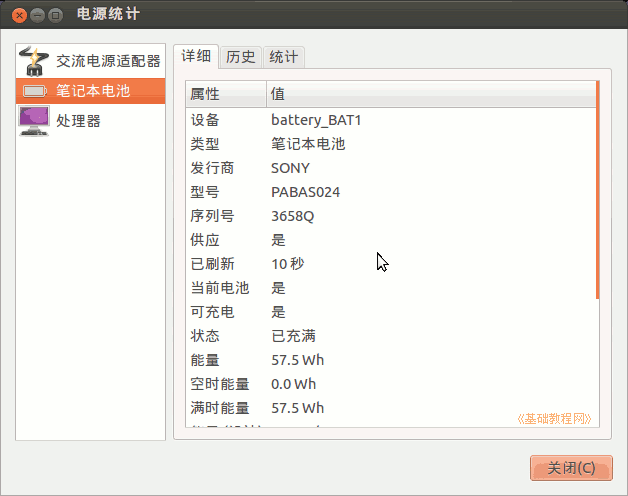 电源统计
交流电源适配器
笔记本电池
处理器
详细 历史 统计
属性 值
设备 battery_BAT1
类型 笔记本电池
发行商 SONY
型号 PABAS024
序列号 3658Q
供应 是
已刷新 10 秒
当前电池 是
可充电 是
状态 已充满
能量 57.5 Wh
空时能量 0.0 Wh
满时能量 57.5 Wh
《基础教程网》
关闭(C)